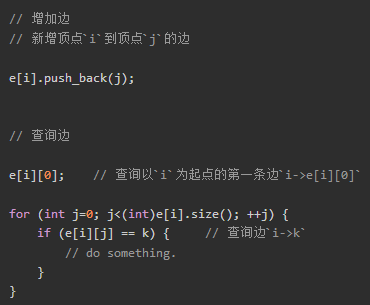 // 增加边
// 新增顶点`i`到顶点`j`的边
e[i].push_back(j);
// 查询边
e[i][0];    // 查询以`i`为起点的第一条边`i->e[i][0]`
for (int j=0; j<(int)e[i].size(); ++j) {
    if (e[i][j] == k) {     // 查询边`i->k`
        // do something.
    }
}